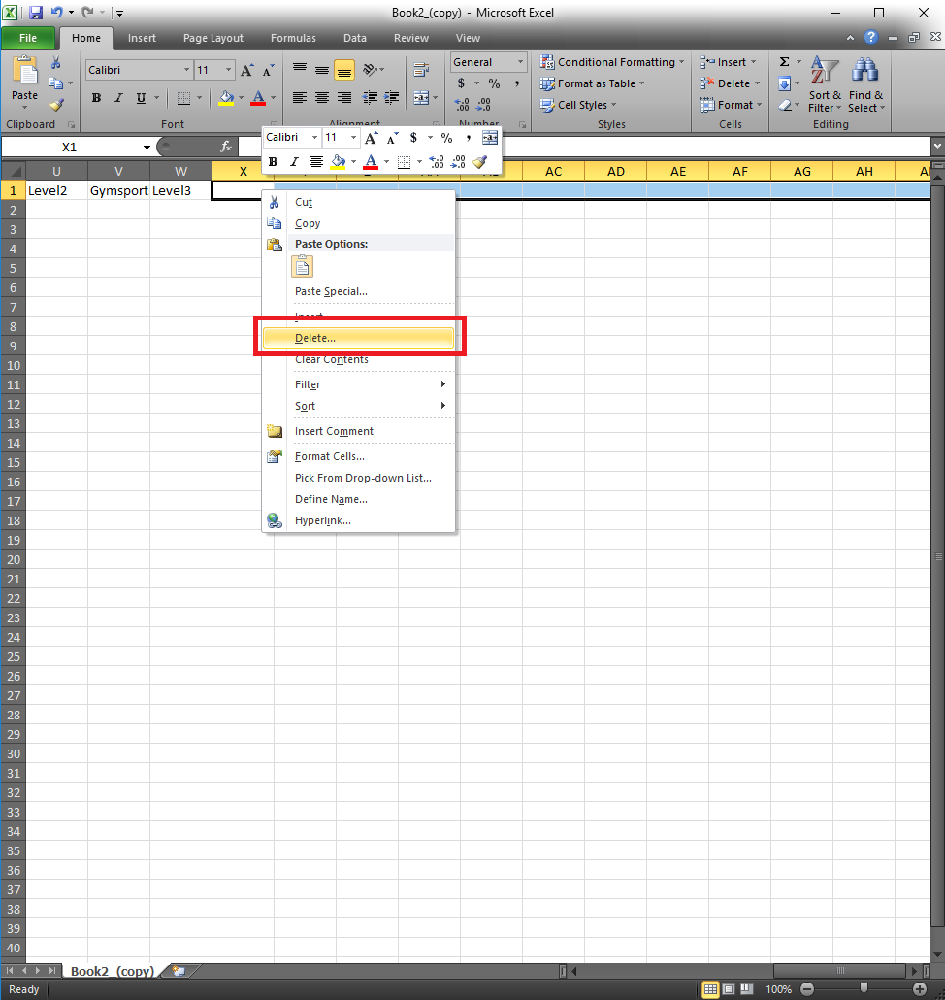 Book2_(copy) - Microsoft Excel
File Home Insert Page Layout Formulas Data Review View
Paste
Calibri 11
General
Conditional Formatting
Format as Table
Cell Styles
Insert
Delete
Format
Σ
Sort & Filter
Find & Select
B I U
A A
$ % ,
Clipboard Font Alignment Number Styles Cells Editing
X1
fx
Calibri 11 A A $ % ,
B I A
U V W X AC AD AE AF AG AH
1 Level2 Gymsport Level3
2
3
4
5
6
7
8
9
10
11
12
13
14
15
16
17
18
19
20
21
22
23
24
25
26
27
28
29
30
31
32
33
34
35
36
37
38
39
40
Cut
Copy
Paste Options:
Paste Special...
Insert...
Delete...
Clear Contents
Filter
Sort
Insert Comment
Format Cells...
Pick From Drop-down List...
Define Name...
Hyperlink...
Book2_(copy)
Ready
100%